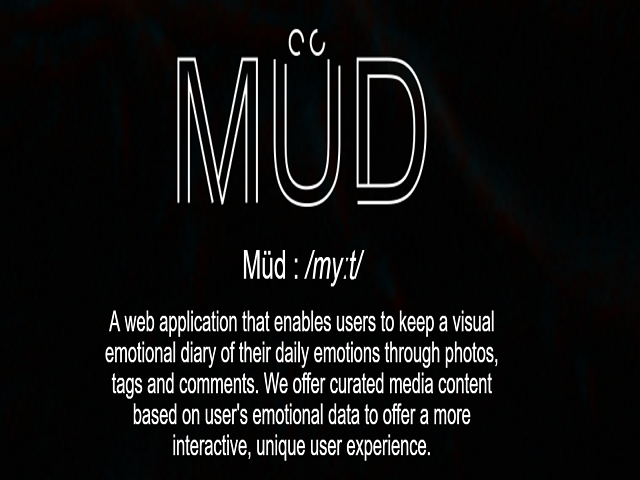 MÜD
Müd : /my:t/
A web application that enables users to keep a visual
emotional diary of their daily emotions through photos,
tags and comments. We offer curated media content
based on user's emotional data to offer a more
interactive, unique user experience.